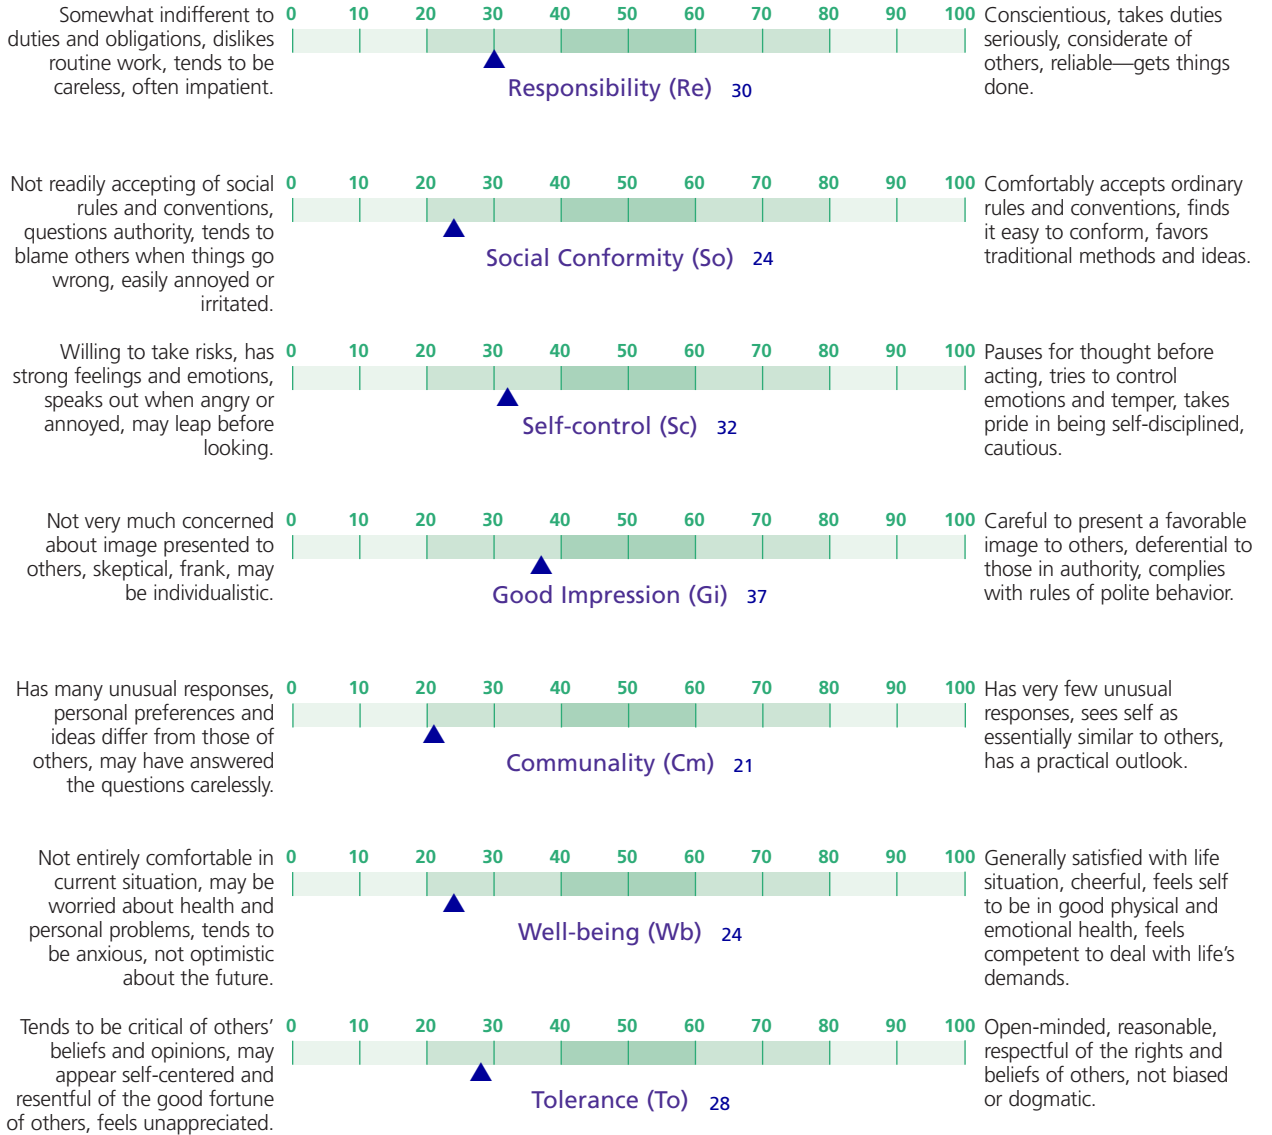 Somewhat indifferent to
duties and obligations, dislikes
routine work, tends to be
careless, often impatient.
0 10 20 30 40 50 60 70 80 90 100
Responsibility (Re) 30
Conscientious, takes duties
seriously, considerate of
others, reliable—gets things
done.
Not readily accepting of social
rules and conventions,
questions authority, tends to
blame others when things go
wrong, easily annoyed or
irritated.
0 10 20 30 40 50 60 70 80 90 100
Social Conformity (So) 24
Comfortably accepts ordinary
rules and conventions, finds
it easy to conform, favors
traditional methods and ideas.
Willing to take risks, has
strong feelings and emotions,
speaks out when angry or
annoyed, may leap before
looking.
0 10 20 30 40 50 60 70 80 90 100
Self-control (Sc) 32
Pauses for thought before
acting, tries to control
emotions and temper, takes
pride in being self-disciplined,
cautious.
Not very much concerned
about image presented to
others, skeptical, frank, may
be individualistic.
0 10 20 30 40 50 60 70 80 90 100
Good Impression (Gi) 37
Careful to present a favorable
image to others, deferential to
those in authority, complies
with rules of polite behavior.
Has many unusual responses,
personal preferences and
ideas differ from those of
others, may have answered
the questions carelessly.
0 10 20 30 40 50 60 70 80 90 100
Communality (Cm) 21
Has very few unusual
responses, sees self as
essentially similar to others,
has a practical outlook.
Not entirely comfortable in
current situation, may be
worried about health and
personal problems, tends to
be anxious, not optimistic
about the future.
0 10 20 30 40 50 60 70 80 90 100
Well-being (Wb) 24
Generally satisfied with life
situation, cheerful, feels self
to be in good physical and
emotional health, feels
competent to deal with life’s
demands.
Tends to be critical of others’
beliefs and opinions, may
appear self-centered and
resentful of the good fortune
of others, feels unappreciated.
0 10 20 30 40 50 60 70 80 90 100
Tolerance (To) 28
Open-minded, reasonable,
respectful of the rights and
beliefs of others, not biased
or dogmatic.